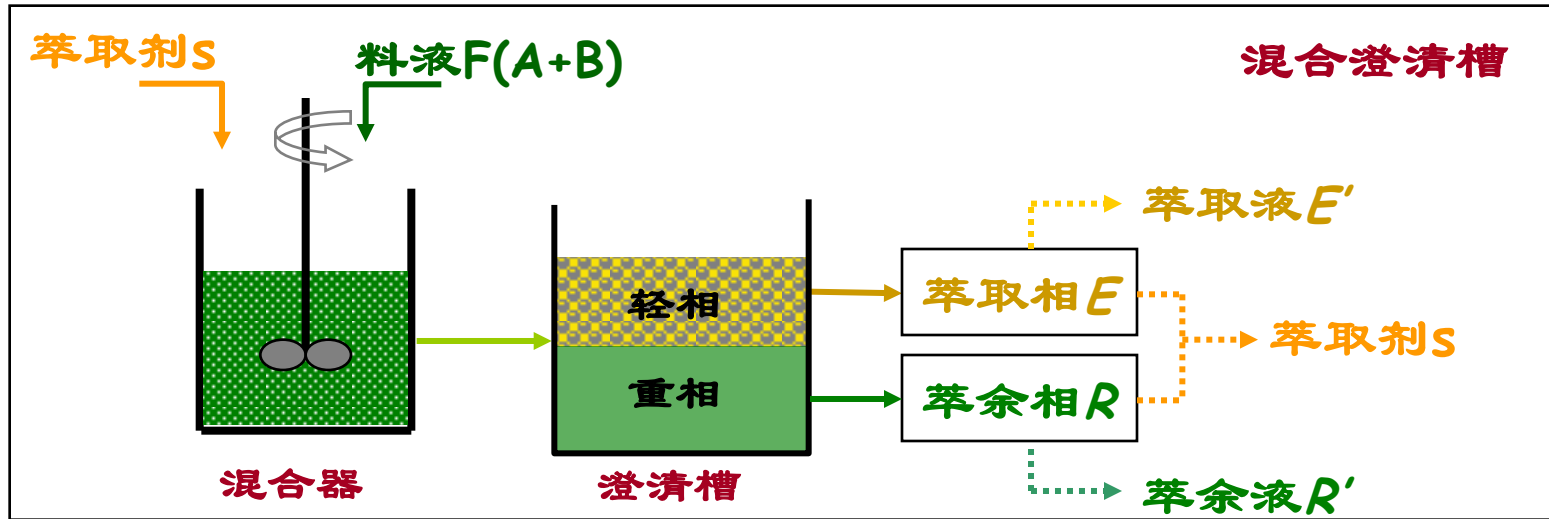 萃取剂S
料液F(A+B)
混合澄清槽
萃取液E'
轻相
萃取相E
萃取剂S
重相
萃余相R
混合器
澄清槽
萃余液R'